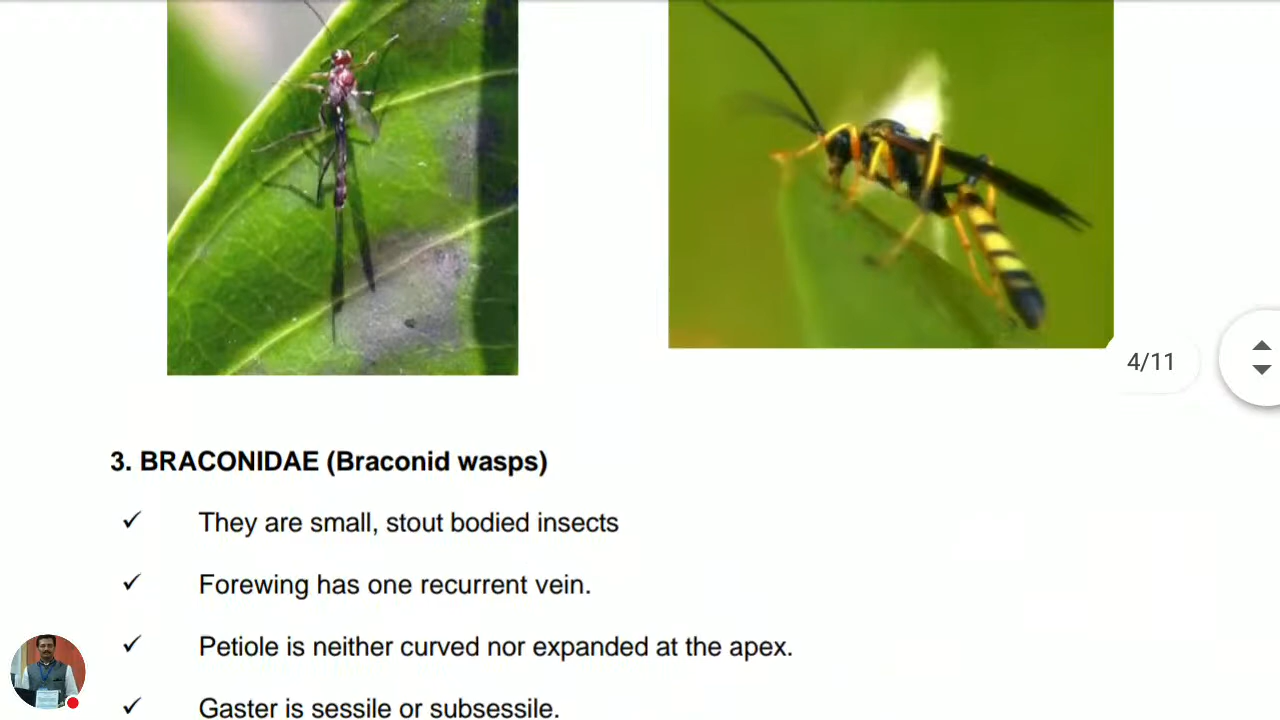 4/11
3. BRACONIDAE (Braconid wasps)
✓ They are small, stout bodied insects
✓ Forewing has one recurrent vein.
✓ Petiole is neither curved nor expanded at the apex.
✓ Gaster is sessile or subsessile.